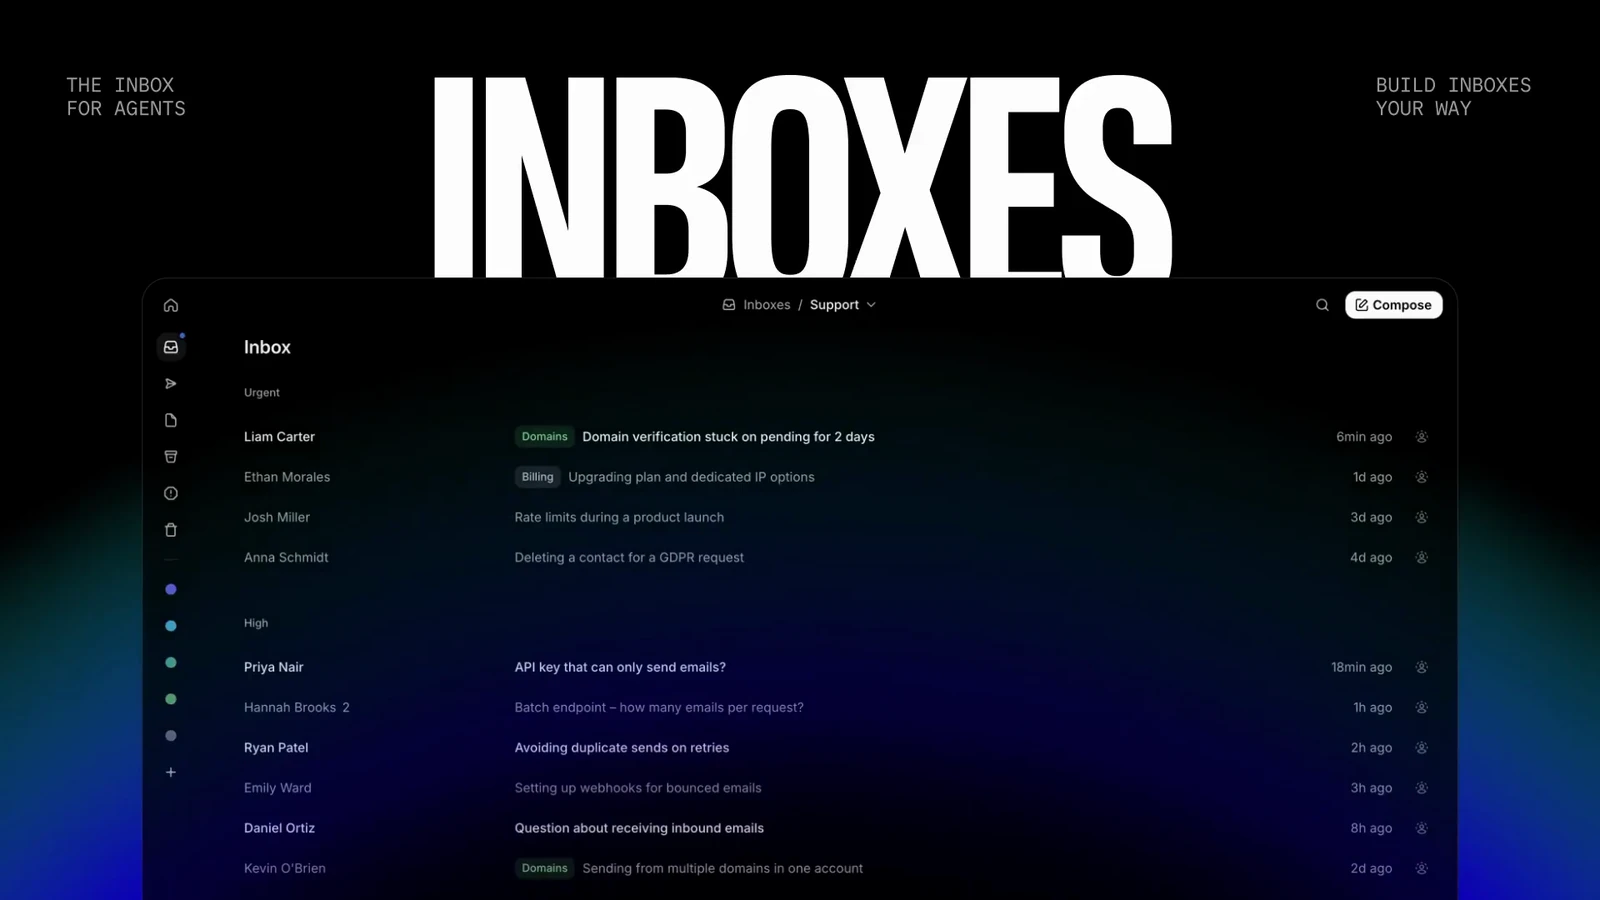 THE INBOX
FOR AGENTS
INBOXES
BUILD INBOXES
YOUR WAY
Inboxes / Support
Compose
Inbox
Urgent
Liam Carter Domains Domain verification stuck on pending for 2 days 6min ago
Ethan Morales Billing Upgrading plan and dedicated IP options 1d ago
Josh Miller Rate limits during a product launch 3d ago
Anna Schmidt Deleting a contact for a GDPR request 4d ago
High
Priya Nair API key that can only send emails? 18min ago
Hannah Brooks 2 Batch endpoint – how many emails per request? 1h ago
Ryan Patel Avoiding duplicate sends on retries 2h ago
Emily Ward Setting up webhooks for bounced emails 3h ago
Daniel Ortiz Question about receiving inbound emails 8h ago
Kevin O'Brien Domains Sending from multiple domains in one account 2d ago